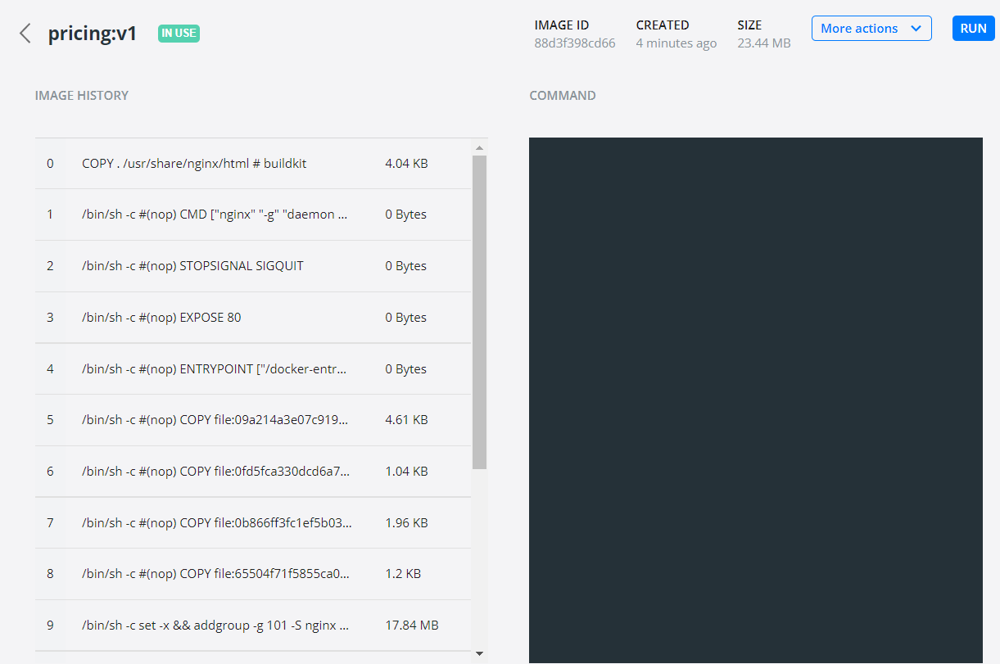 pricing:v1 IN USE
IMAGE ID CREATED SIZE More actions RUN
88d3f398cd66 4 minutes ago 23.44 MB
IMAGE HISTORY COMMAND
0 COPY . /usr/share/nginx/html # buildkit 4.04 KB
1 /bin/sh -c #(nop) CMD ["nginx" "-g" "daemon ... 0 Bytes
2 /bin/sh -c #(nop) STOPSIGNAL SIGQUIT 0 Bytes
3 /bin/sh -c #(nop) EXPOSE 80 0 Bytes
4 /bin/sh -c #(nop) ENTRYPOINT ["/docker-entr... 0 Bytes
5 /bin/sh -c #(nop) COPY file:09a214a3e07c919... 4.61 KB
6 /bin/sh -c #(nop) COPY file:0fd5fca330dcd6a7... 1.04 KB
7 /bin/sh -c #(nop) COPY file:0b866ff3fc1ef5b03... 1.96 KB
8 /bin/sh -c #(nop) COPY file:65504f71f5855ca0... 1.2 KB
9 /bin/sh -c set -x && addgroup -g 101 -S nginx ... 17.84 MB